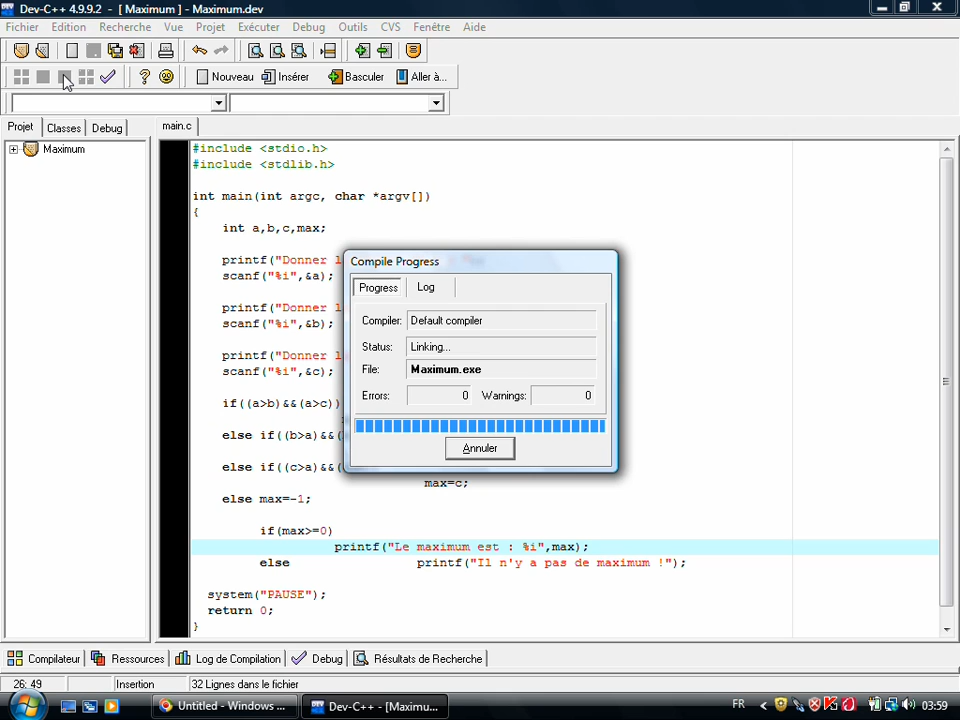 Dev-C++ 4.9.9.2 - [ Maximum ] - Maximum.dev
Fichier Edition Recherche Vue Projet Exécuter Debug Outils CVS Fenêtre Aide
Nouveau Insérer Basculer Aller à...
Projet Classes Debug
main.c
Maximum
#include <stdio.h>
#include <stdlib.h>
int main(int argc, char *argv[])
{
int a,b,c,max;
printf("Donner l
scanf("%i",&a);
printf("Donner l
scanf("%i",&b);
printf("Donner l
scanf("%i",&c);
if((a>b)&&(a>c))
else if((b>a)&&(
else if((c>a)&&(
max=c;
else max=-1;
if(max>=0)
printf("Le maximum est : %i",max);
else printf("Il n'y a pas de maximum !");
system("PAUSE");
return 0;
}
Compile Progress
Progress Log
Compiler: Default compiler
Status: Linking...
File: Maximum.exe
Errors: 0 Warnings: 0
Annuler
Compilateur Ressources Log de Compilation Debug Résultats de Recherche
26: 49 Insertion 32 Lignes dans le fichier
Untitled - Windows ... Dev-C++ - [Maximu... FR 03:59